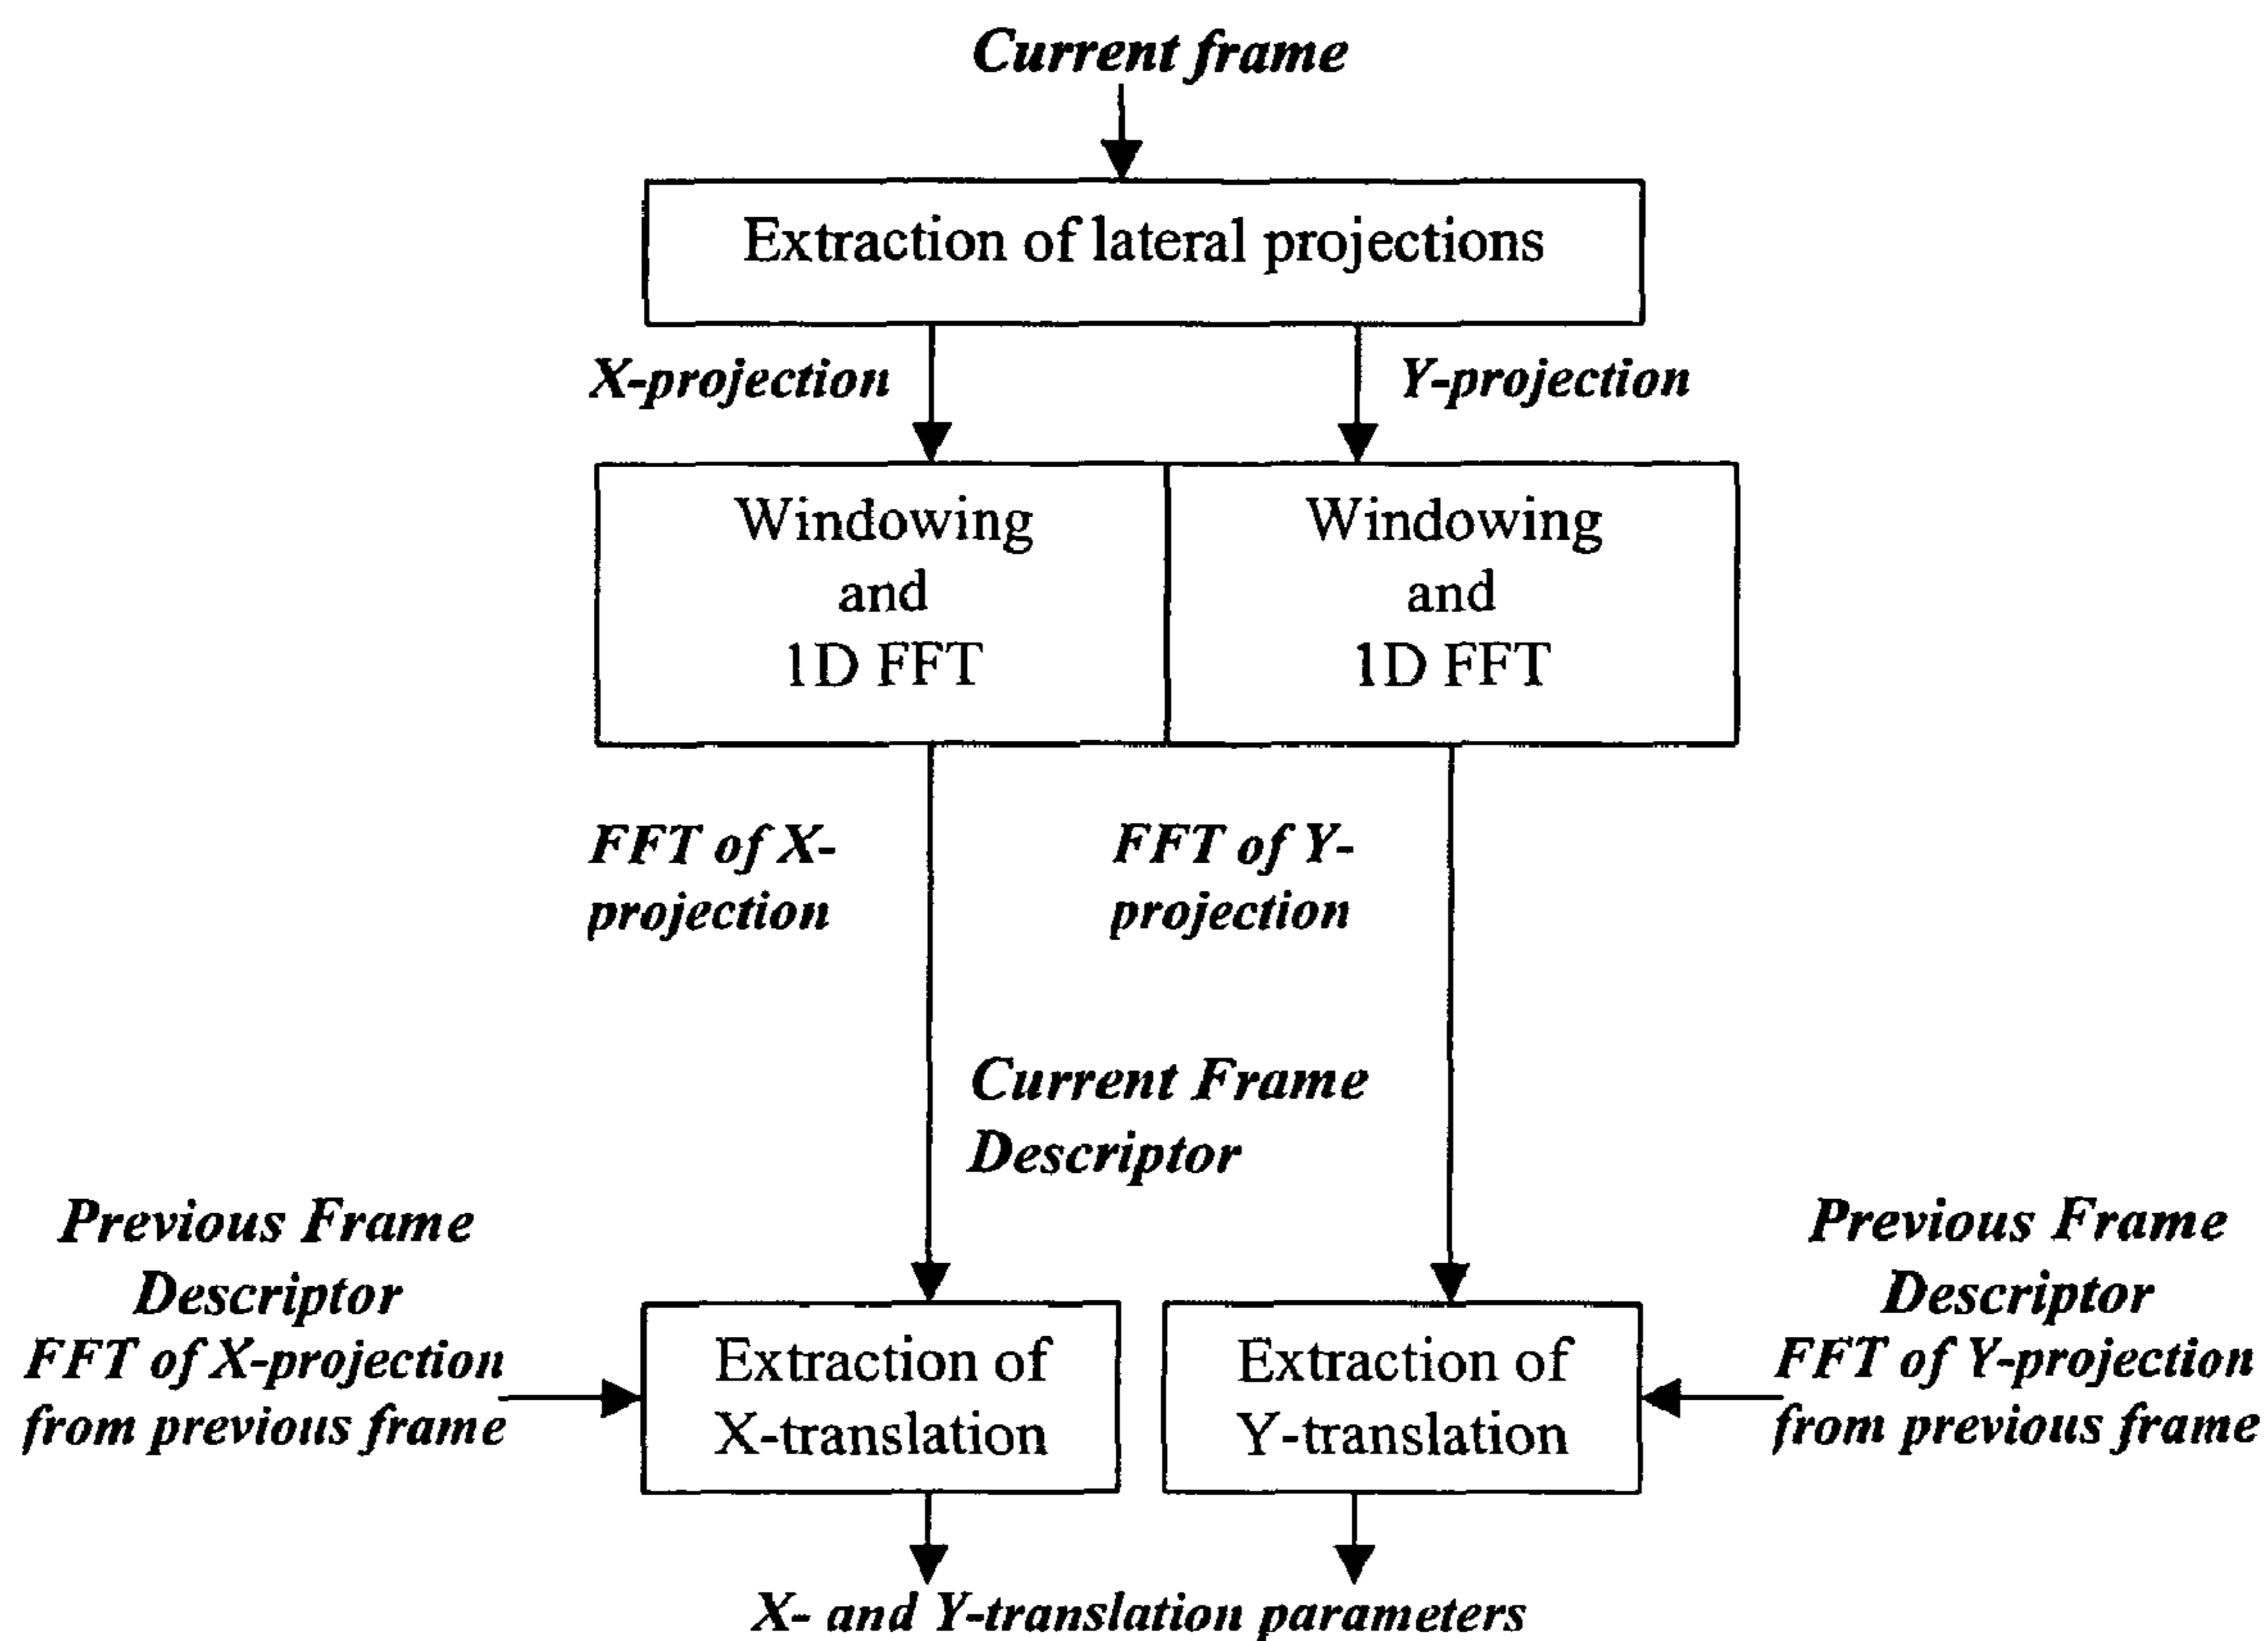 Current frame
Extraction of lateral projections
X-projection
Y-projection
Windowing
and
1D FFT
Windowing
and
1D FFT
FFT of X-
projection
FFT of Y-
projection
Current Frame
Descriptor
Previous Frame
Descriptor
FFT of X-projection
from previous frame
Extraction of
X-translation
Extraction of
Y-translation
Previous Frame
Descriptor
FFT of Y-projection
from previous frame
X- and Y-translation parameters